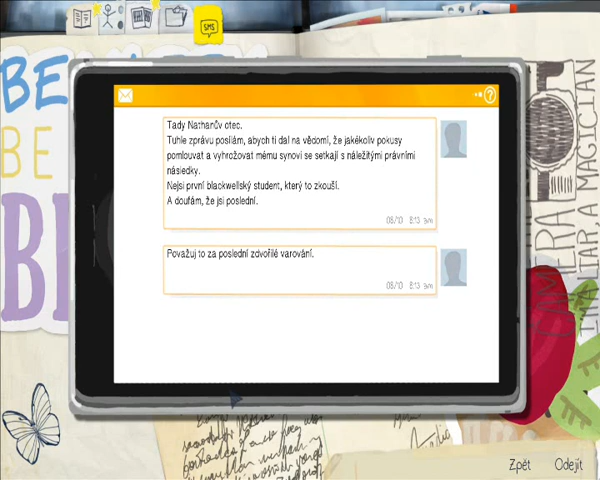 SMS
Tady Nathanův otec.
Tuhle zprávu posílám, abych ti dal na vědomí, že jakékoliv pokusy
pomlouvat a vyhrožovat mému synovi se setkají s náležitými právními
následky.
Nejsi první blackwellský student, který to zkouší.
A doufám, že jsi poslední.
08/10 8:13 am
Považuj to za poslední zdvořilé varování.
08/10 8:13 am
BE
BE
CAMERA
I'M A LIAR, A MAGICIAN
Zpět Odejít